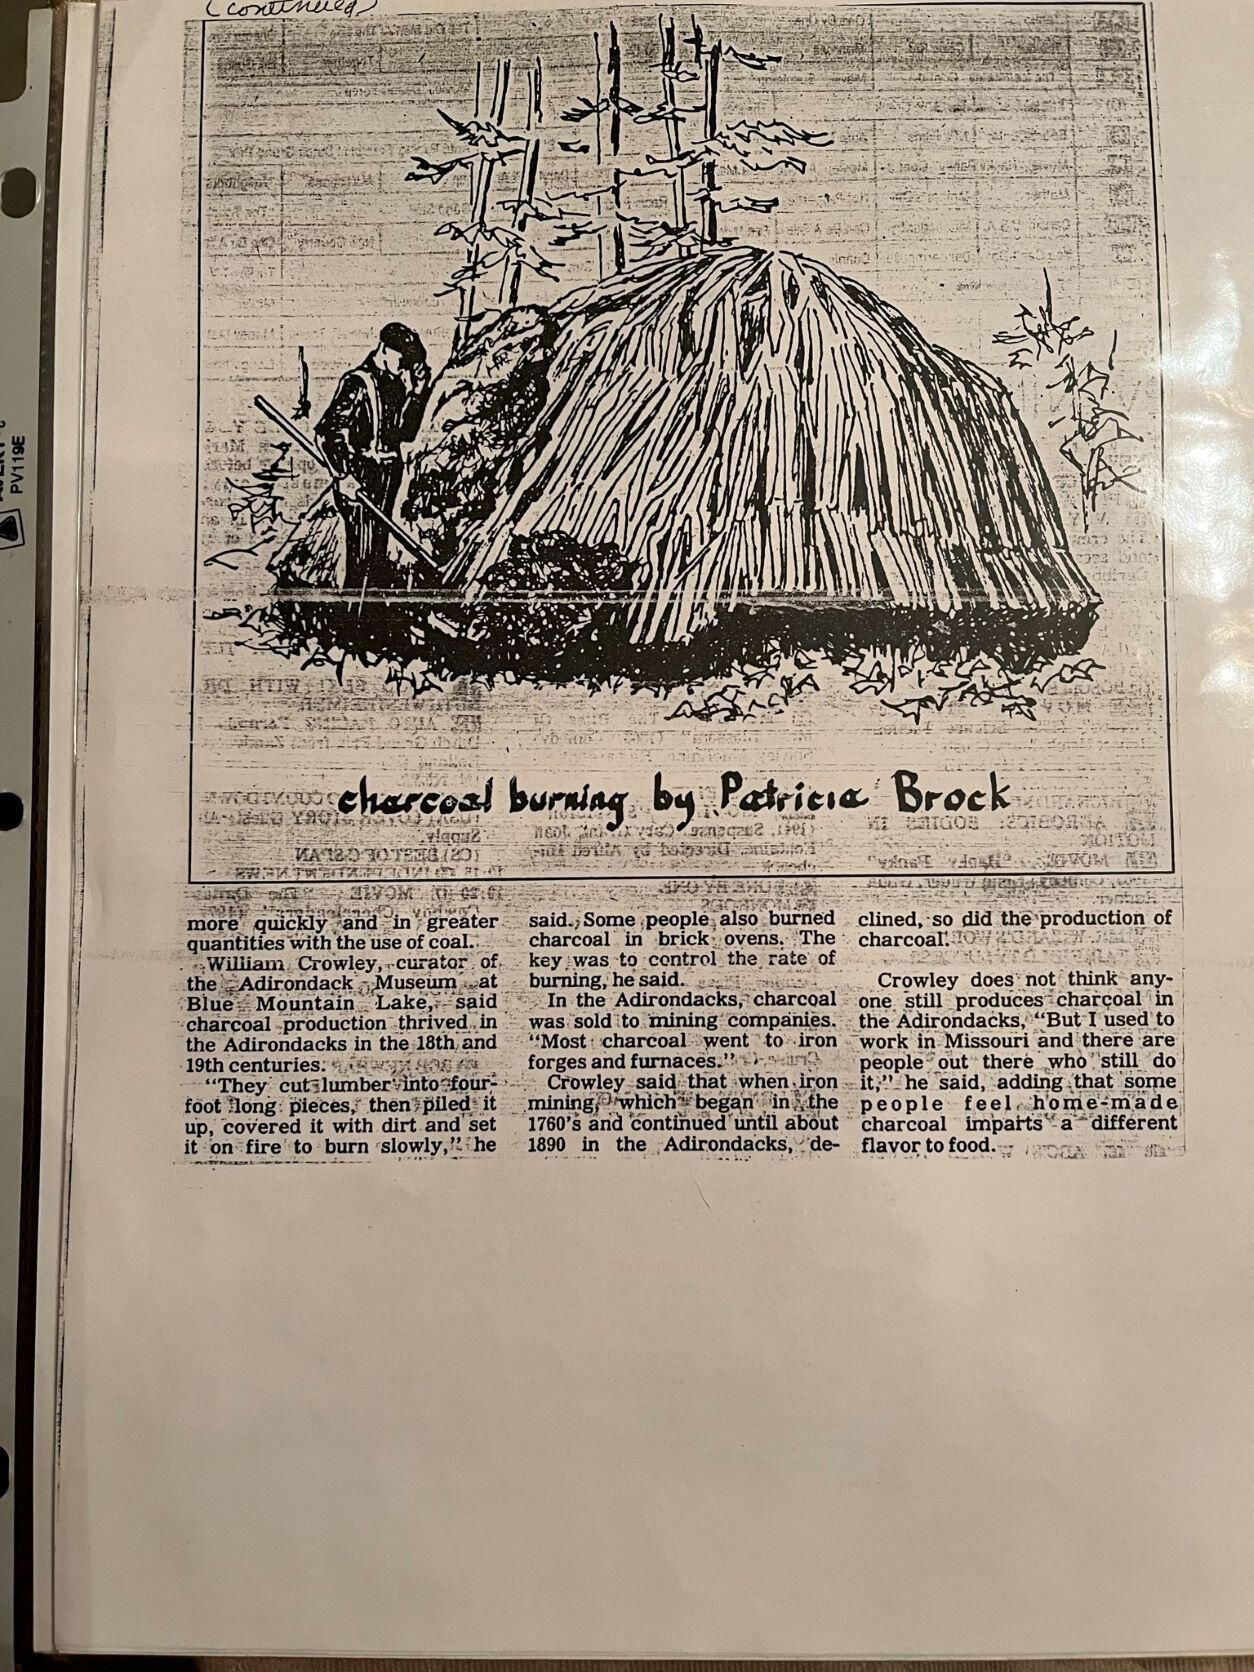 (continued)
PV119E
charcoal burning by Patricia Brock
more quickly and in greater
quantities with the use of coal.
William Crowley, curator of
the Adirondack Museum at
Blue Mountain Lake, said
charcoal production thrived in
the Adirondacks in the 18th and
19th centuries.
“They cut lumber into four-
foot long pieces, then piled it
up, covered it with dirt and set
it on fire to burn slowly,” he
said. Some people also burned
charcoal in brick ovens. The
key was to control the rate of
burning, he said.
In the Adirondacks, charcoal
was sold to mining companies.
“Most charcoal went to iron
forges and furnaces.”
Crowley said that when iron
mining, which began in the
1760's and continued until about
1890 in the Adirondacks, de-
clined, so did the production of
charcoal.
Crowley does not think any-
one still produces charcoal in
the Adirondacks, “But I used to
work in Missouri and there are
people out there who still do
it,” he said, adding that some
people feel home-made
charcoal imparts a different
flavor to food.